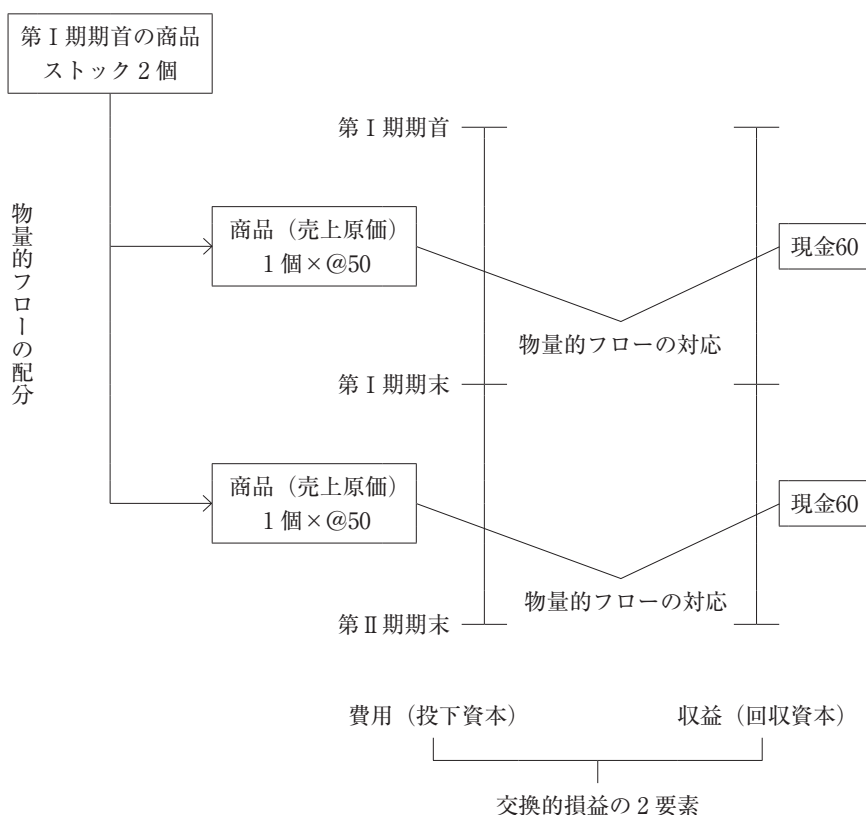 第Ⅰ期期首の商品
ストック2個
物量的フローの配分
第Ⅰ期期首
商品（売上原価）
1個×@50
現金60
物量的フローの対応
第Ⅰ期期末
商品（売上原価）
1個×@50
現金60
物量的フローの対応
第Ⅱ期期末
費用（投下資本）
収益（回収資本）
交換的損益の2要素